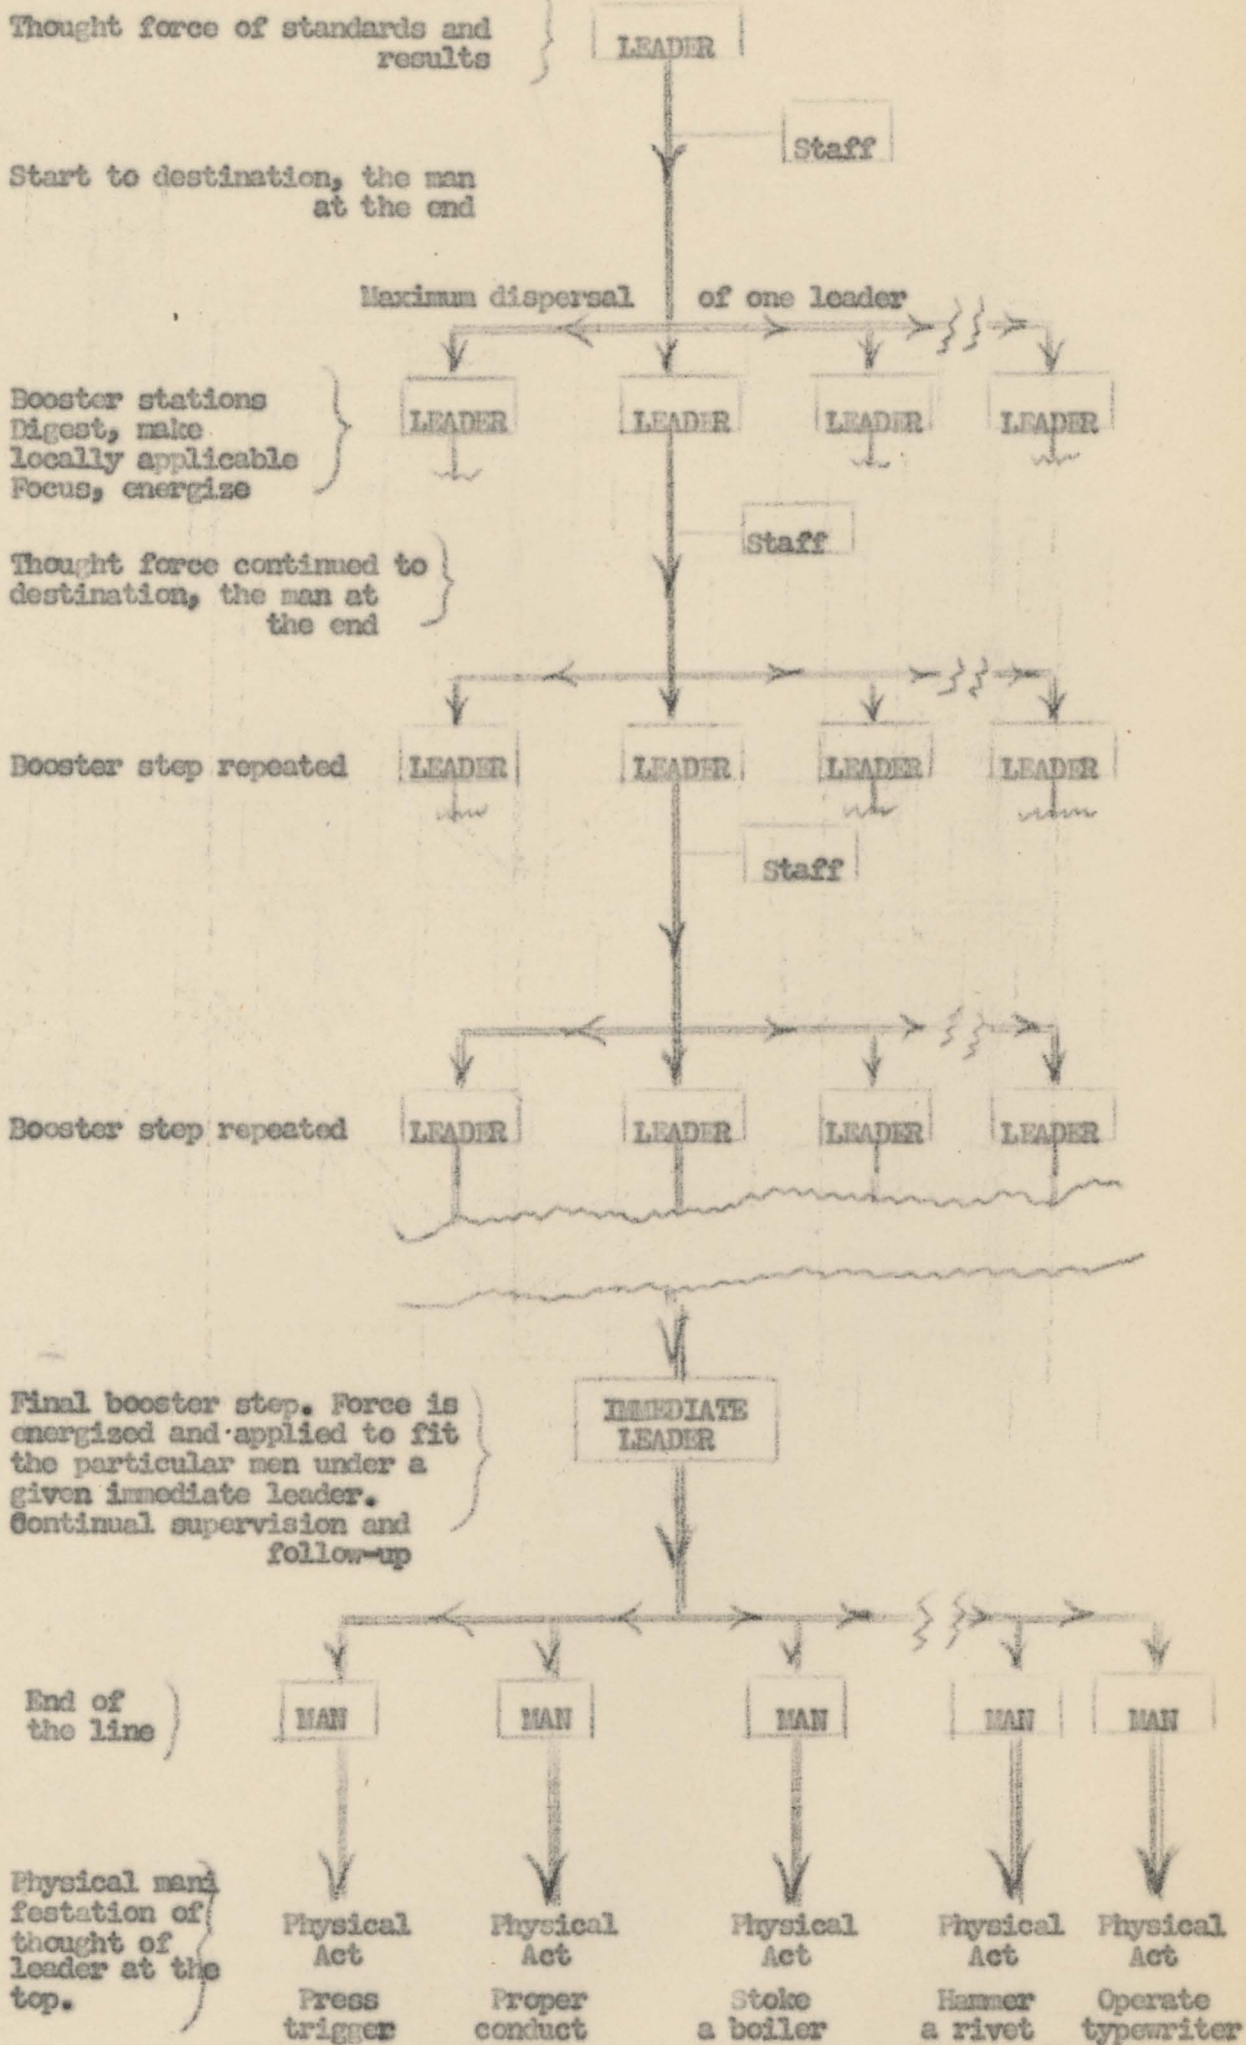 Thought force of standards and
results
LEADER
Staff
Start to destination, the man
at the end
Maximum dispersal of one leader
Booster stations
Digest, make
locally applicable
Focus, energize
LEADER LEADER LEADER LEADER
Staff
Thought force continued to
destination, the man at
the end
Booster step repeated
LEADER LEADER LEADER LEADER
Staff
Booster step repeated
LEADER LEADER LEADER LEADER
Final booster step. Force is
energized and applied to fit
the particular men under a
given immediate leader.
Continual supervision and
follow-up
IMMEDIATE
LEADER
End of
the line
MAN MAN MAN MAN MAN
Physical mani
festation of
thought of
leader at the
top.
Physical Physical Physical Physical Physical
Act Act Act Act Act
Press Proper Stoke Hammer Operate
trigger conduct a boiler a rivet typewriter